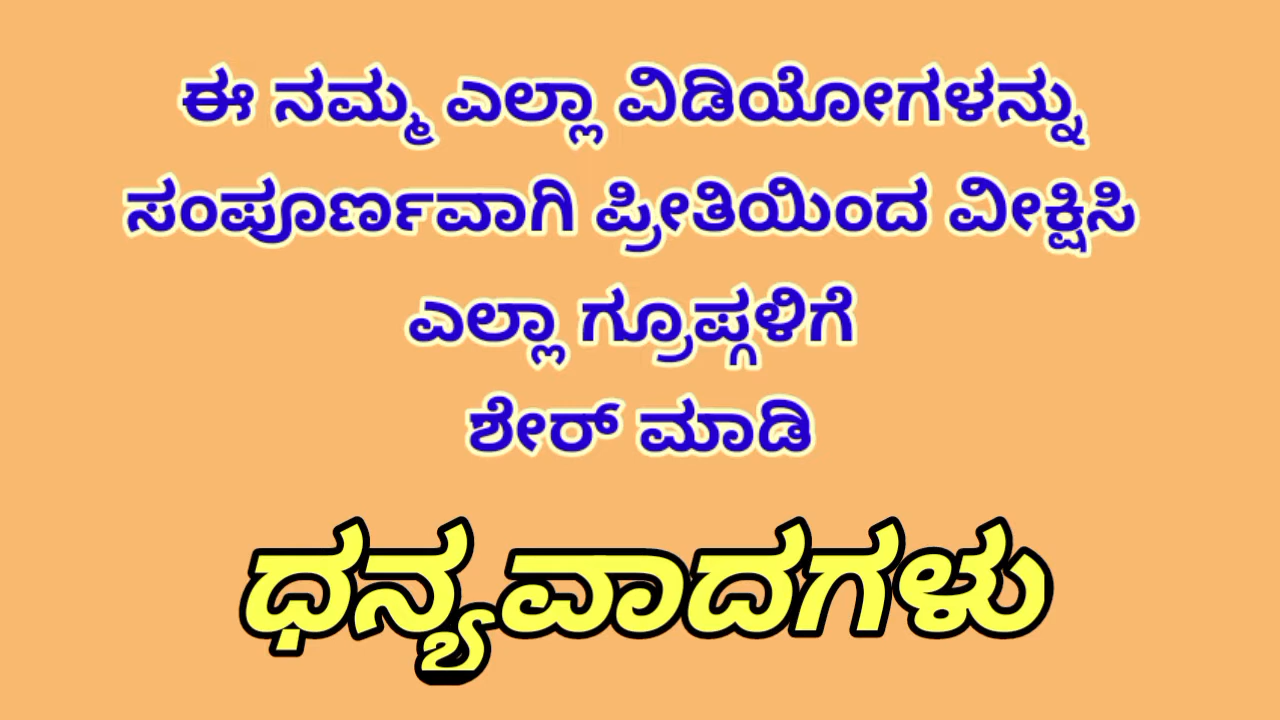 ಈ ನಮ್ಮ ಎಲ್ಲಾ ವಿಡಿಯೋಗಳನ್ನು
ಸಂಪೂರ್ಣವಾಗಿ ಪ್ರೀತಿಯಿಂದ ವೀಕ್ಷಿಸಿ
ಎಲ್ಲಾ ಗ್ರೂಪ್ಗಳಿಗೆ
ಶೇರ್ ಮಾಡಿ
ಧನ್ಯವಾದಗಳು